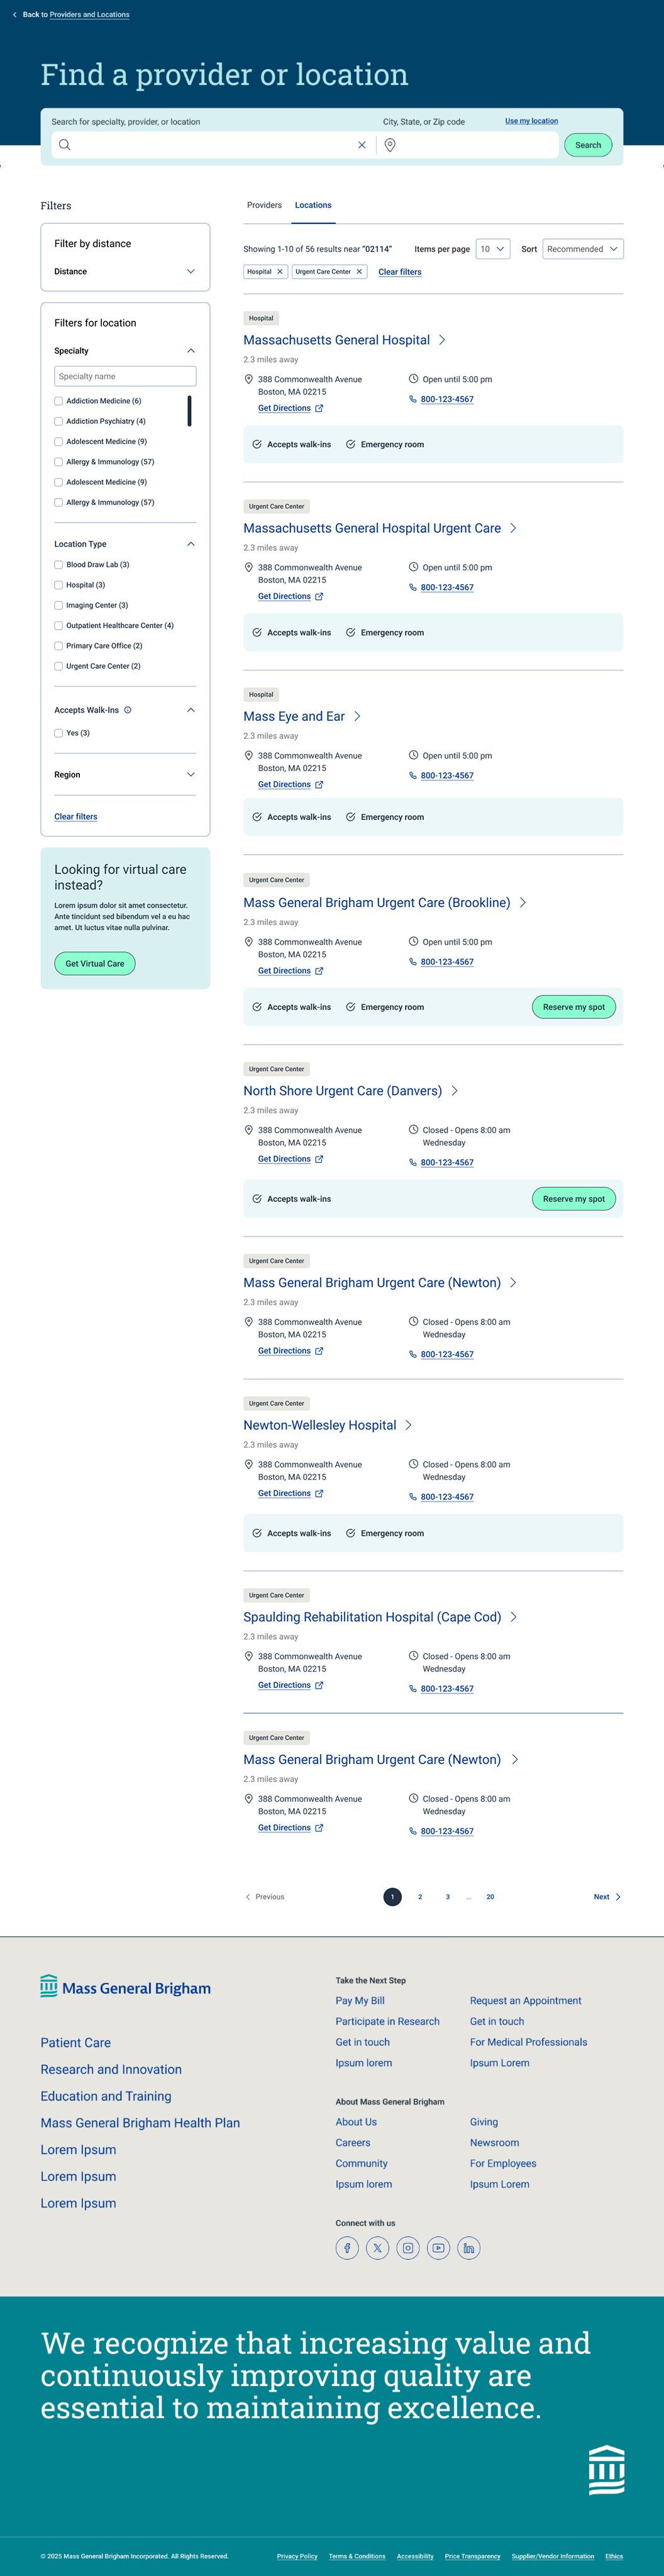 Back to Providers and Locations
Find a provider or location
Search for specialty, provider, or location
City, State, or Zip code
Use my location
Search
Filters
Filter by distance
Distance
Filters for location
Specialty
Specialty name
Addiction Medicine (6)
Addiction Psychiatry (4)
Adolescent Medicine (9)
Allergy & Immunology (57)
Adolescent Medicine (9)
Allergy & Immunology (57)
Location Type
Blood Draw Lab (3)
Hospital (3)
Imaging Center (3)
Outpatient Healthcare Center (4)
Primary Care Office (2)
Urgent Care Center (2)
Accepts Walk-Ins
Yes (3)
Region
Clear filters
Looking for virtual care
instead?
Lorem ipsum dolor sit amet consectetur.
Ante tincidunt sed bibendum vel a eu hac
amet. Ut luctus vitae nulla pulvinar.
Get Virtual Care
Providers Locations
Showing 1-10 of 56 results near “02114”
Items per page 10
Sort Recommended
Hospital
Urgent Care Center
Clear filters
Hospital
Massachusetts General Hospital
2.3 miles away
388 Commonwealth Avenue
Boston, MA 02215
Get Directions
Open until 5:00 pm
800-123-4567
Accepts walk-ins Emergency room
Urgent Care Center
Massachusetts General Hospital Urgent Care
2.3 miles away
388 Commonwealth Avenue
Boston, MA 02215
Get Directions
Open until 5:00 pm
800-123-4567
Accepts walk-ins Emergency room
Hospital
Mass Eye and Ear
2.3 miles away
388 Commonwealth Avenue
Boston, MA 02215
Get Directions
Open until 5:00 pm
800-123-4567
Accepts walk-ins Emergency room
Urgent Care Center
Mass General Brigham Urgent Care (Brookline)
2.3 miles away
388 Commonwealth Avenue
Boston, MA 02215
Get Directions
Open until 5:00 pm
800-123-4567
Accepts walk-ins Emergency room
Reserve my spot
Urgent Care Center
North Shore Urgent Care (Danvers)
2.3 miles away
388 Commonwealth Avenue
Boston, MA 02215
Get Directions
Closed - Opens 8:00 am
Wednesday
800-123-4567
Accepts walk-ins
Reserve my spot
Urgent Care Center
Mass General Brigham Urgent Care (Newton)
2.3 miles away
388 Commonwealth Avenue
Boston, MA 02215
Get Directions
Closed - Opens 8:00 am
Wednesday
800-123-4567
Urgent Care Center
Newton-Wellesley Hospital
2.3 miles away
388 Commonwealth Avenue
Boston, MA 02215
Get Directions
Closed - Opens 8:00 am
Wednesday
800-123-4567
Accepts walk-ins Emergency room
Urgent Care Center
Spaulding Rehabilitation Hospital (Cape Cod)
2.3 miles away
388 Commonwealth Avenue
Boston, MA 02215
Get Directions
Closed - Opens 8:00 am
Wednesday
800-123-4567
Urgent Care Center
Mass General Brigham Urgent Care (Newton)
2.3 miles away
388 Commonwealth Avenue
Boston, MA 02215
Get Directions
Closed - Opens 8:00 am
Wednesday
800-123-4567
Previous 1 2 3 ... 20 Next
Mass General Brigham
Patient Care
Research and Innovation
Education and Training
Mass General Brigham Health Plan
Lorem Ipsum
Lorem Ipsum
Lorem Ipsum
Take the Next Step
Pay My Bill
Participate in Research
Get in touch
Ipsum lorem
Request an Appointment
Get in touch
For Medical Professionals
Ipsum Lorem
About Mass General Brigham
About Us
Careers
Community
Ipsum lorem
Giving
Newsroom
For Employees
Ipsum Lorem
Connect with us
We recognize that increasing value and
continuously improving quality are
essential to maintaining excellence.
© 2025 Mass General Brigham Incorporated. All Rights Reserved.
Privacy Policy Terms & Conditions Accessibility Price Transparency Supplier/Vendor Information Ethics